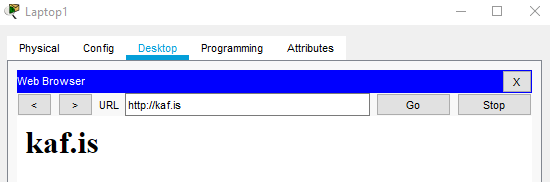 Laptop1
Physical Config Desktop Programming Attributes
Web Browser X
< > URL http://kaf.is Go Stop
kaf.is